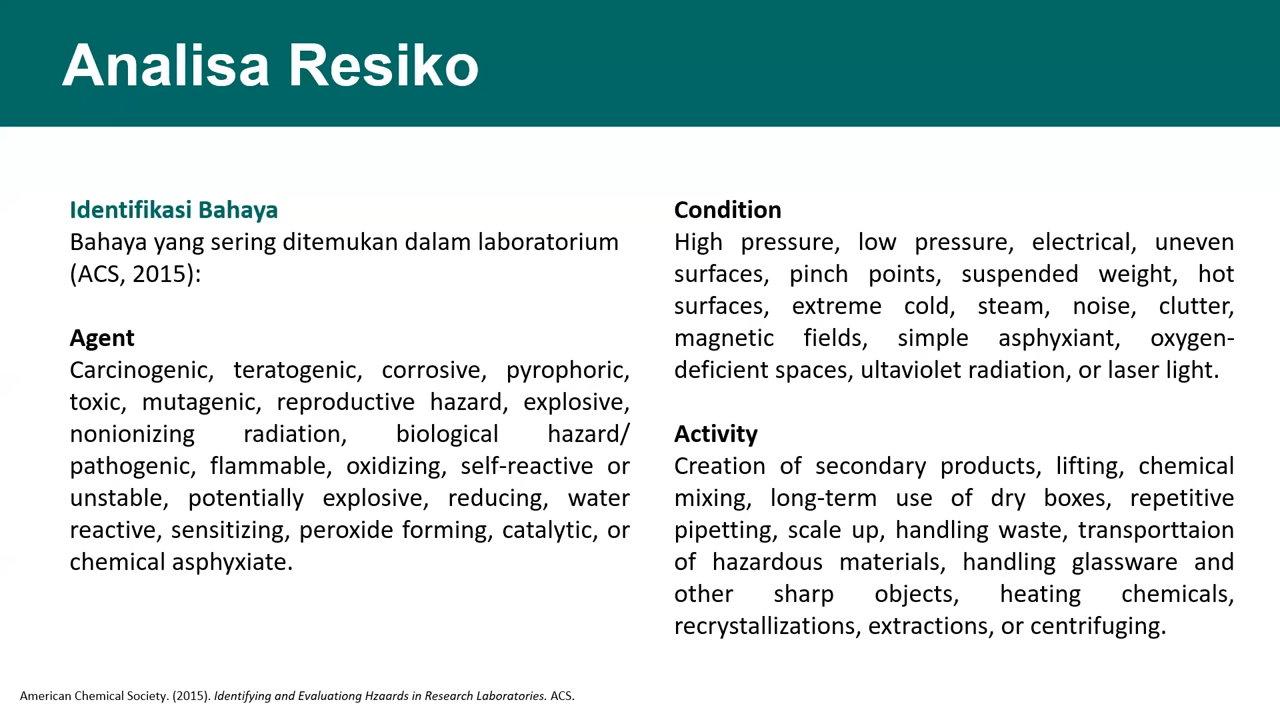 Analisa Resiko
Identifikasi Bahaya
Bahaya yang sering ditemukan dalam laboratorium
(ACS, 2015):
Agent
Carcinogenic, teratogenic, corrosive, pyrophoric,
toxic, mutagenic, reproductive hazard, explosive,
nonionizing radiation, biological hazard/
pathogenic, flammable, oxidizing, self-reactive or
unstable, potentially explosive, reducing, water
reactive, sensitizing, peroxide forming, catalytic, or
chemical asphyxiate.
Condition
High pressure, low pressure, electrical, uneven
surfaces, pinch points, suspended weight, hot
surfaces, extreme cold, steam, noise, clutter,
magnetic fields, simple asphyxiant, oxygen-
deficient spaces, ultaviolet radiation, or laser light.
Activity
Creation of secondary products, lifting, chemical
mixing, long-term use of dry boxes, repetitive
pipetting, scale up, handling waste, transporttaion
of hazardous materials, handling glassware and
other sharp objects, heating chemicals,
recrystallizations, extractions, or centrifuging.
American Chemical Society. (2015). Identifying and Evaluationg Hzaards in Research Laboratories. ACS.